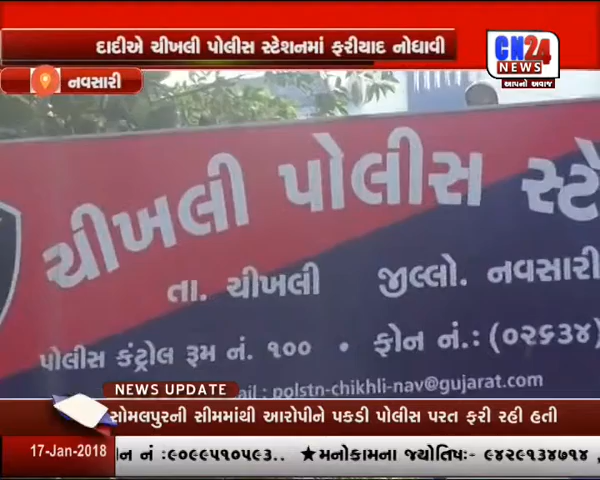 દાદીએ ચીખલી પોલીસ સ્ટેશનમાં ફરીયાદ નોધાવી
CN24
NEWS
આપનો અવાજ
નવસારી
ચીખલી પોલીસ
તા. ચીખલી જીલ્લો. નવસારી
પોલીસ કંટ્રોલ રૂમ નં. ૧૦૦ • ફોન નં.: (૦૨૬૩૪)
polstn-chikhli-nav@gujarat.com
NEWS UPDATE
સોમલપુરની સીમમાંથી આરોપીને પકડી પોલીસ પરત ફરી રહી હતી
17-Jan-2018
ન નં :૯૦૯૯૫૧૦૫૯૩.. ★મનોકામના જ્યોતિષ:- ૯૪૨૯૧૩૪૭૧૪